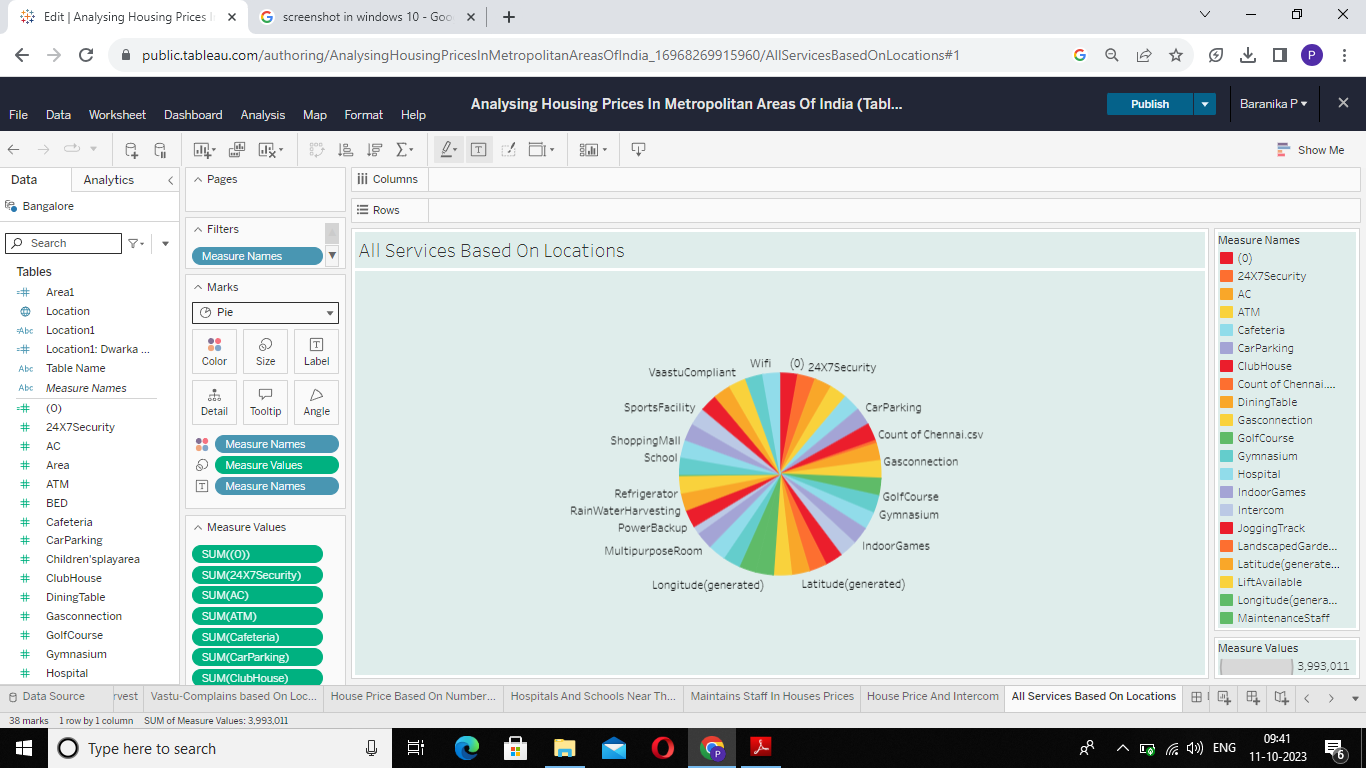 Edit | Analysing Housing Prices I
screenshot in windows 10 - Goo
public.tableau.com/authoring/AnalysingHousingPricesInMetropolitanAreasOfIndia_16968269915960/AllServicesBasedOnLocations#1
P
Analysing Housing Prices In Metropolitan Areas Of India (Tabl...
Publish
Baranika P
File Data Worksheet Dashboard Analysis Map Format Help
Show Me
Data
Analytics
Bangalore
Search
Tables
Area1
Location
Location1
Location1: Dwarka ...
Table Name
Measure Names
(0)
24X7Security
AC
Area
ATM
BED
Cafeteria
CarParking
Children'splayarea
ClubHouse
DiningTable
Gasconnection
GolfCourse
Gymnasium
Hospital
Pages
Filters
Measure Names
Marks
Pie
Color
Size
Label
Detail
Tooltip
Angle
Measure Names
Measure Values
Measure Names
Measure Values
SUM((0))
SUM(24X7Security)
SUM(AC)
SUM(ATM)
SUM(Cafeteria)
SUM(CarParking)
SUM(ClubHouse)
Columns
Rows
All Services Based On Locations
Wifi
(0)
24X7Security
VaastuCompliant
SportsFacility
CarParking
ShoppingMall
Count of Chennai.csv
School
Gasconnection
Refrigerator
GolfCourse
RainWaterHarvesting
Gymnasium
PowerBackup
MultipurposeRoom
IndoorGames
Longitude(generated)
Latitude(generated)
Measure Names
(0)
24X7Security
AC
ATM
Cafeteria
CarParking
ClubHouse
Count of Chennai....
DiningTable
Gasconnection
GolfCourse
Gymnasium
Hospital
IndoorGames
Intercom
JoggingTrack
LandscapedGarde...
Latitude(generate...
LiftAvailable
Longitude(genera...
MaintenanceStaff
Measure Values
3,993,011
Data Source
rvest
Vastu-Complains based On Loc...
House Price Based On Number...
Hospitals And Schools Near Th...
Maintains Staff In Houses Prices
House Price And Intercom
All Services Based On Locations
38 marks 1 row by 1 column SUM of Measure Values: 3,993,011
Type here to search
ENG
09:41
11-10-2023
6